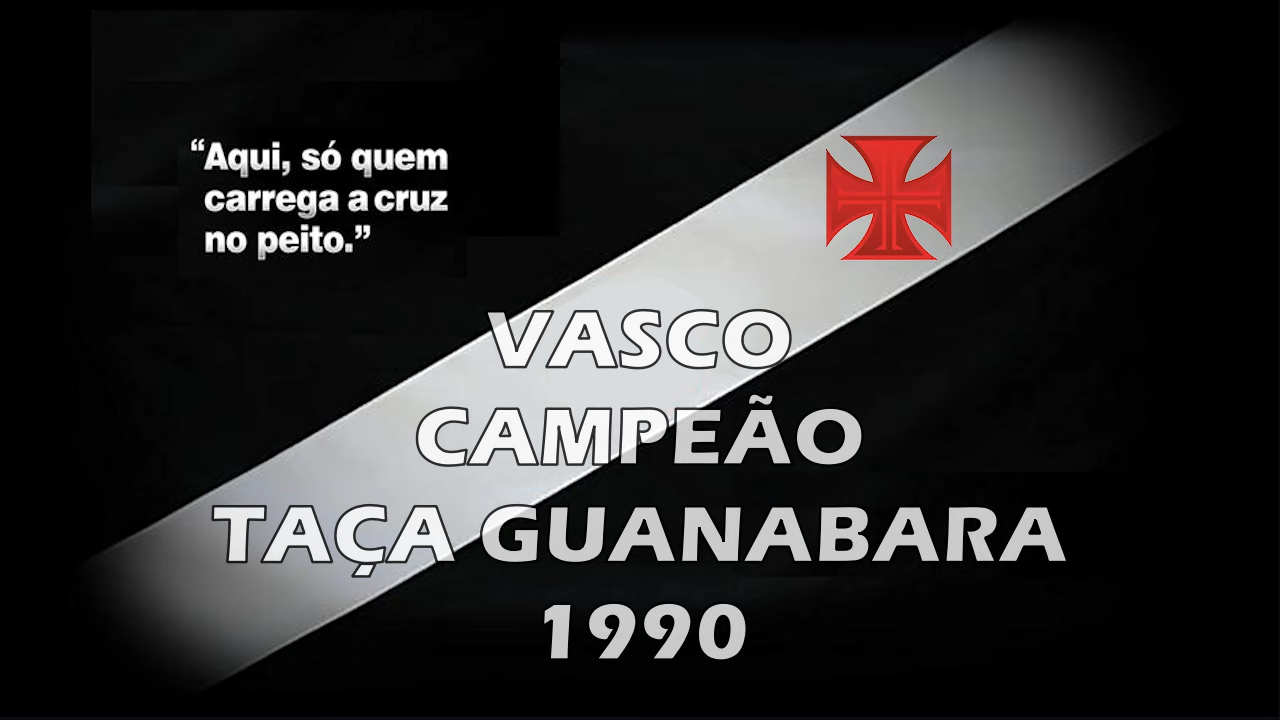 “Aqui, só quem
carrega a cruz
no peito.”
VASCO
CAMPEÃO
TAÇA GUANABARA
1990